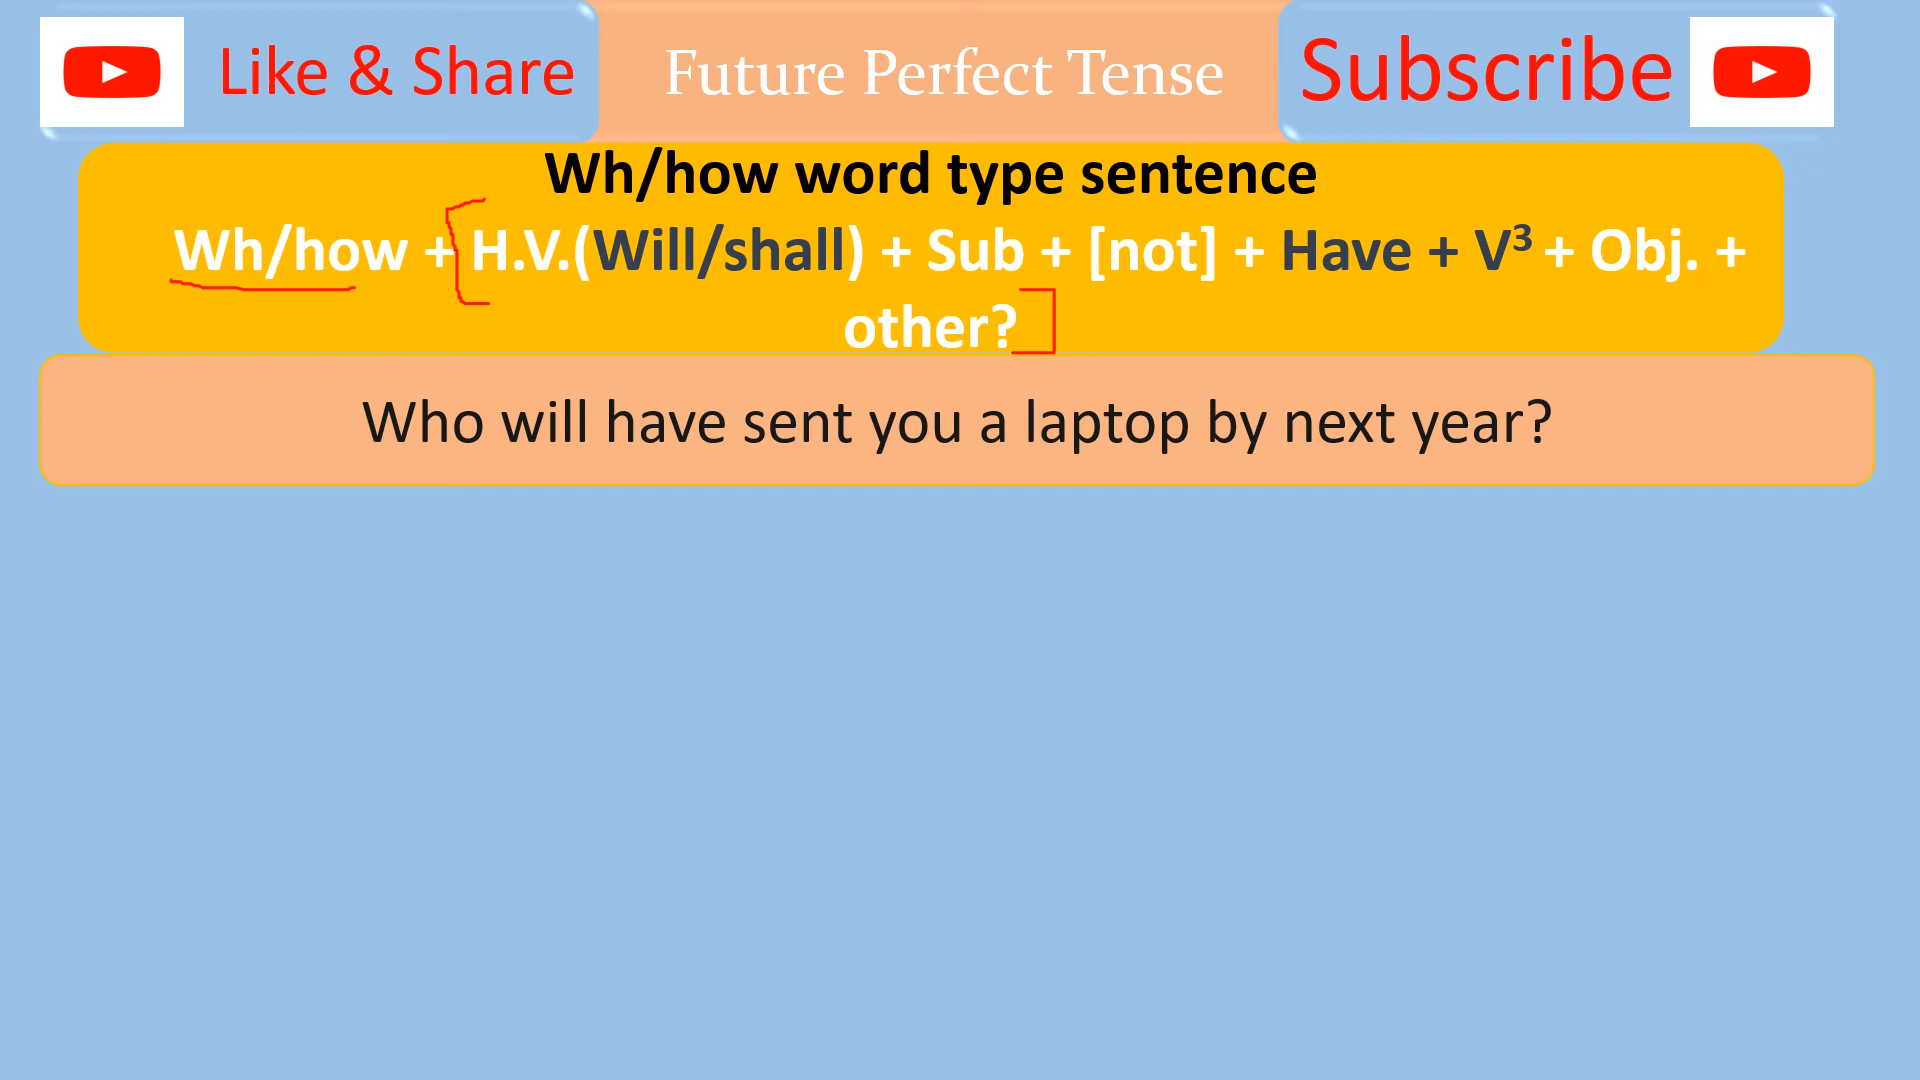 Like & Share
Future Perfect Tense
Subscribe
Wh/how word type sentence
Wh/how + H.V.(Will/shall) + Sub + [not] + Have + V³ + Obj. +
other?
Who will have sent you a laptop by next year?